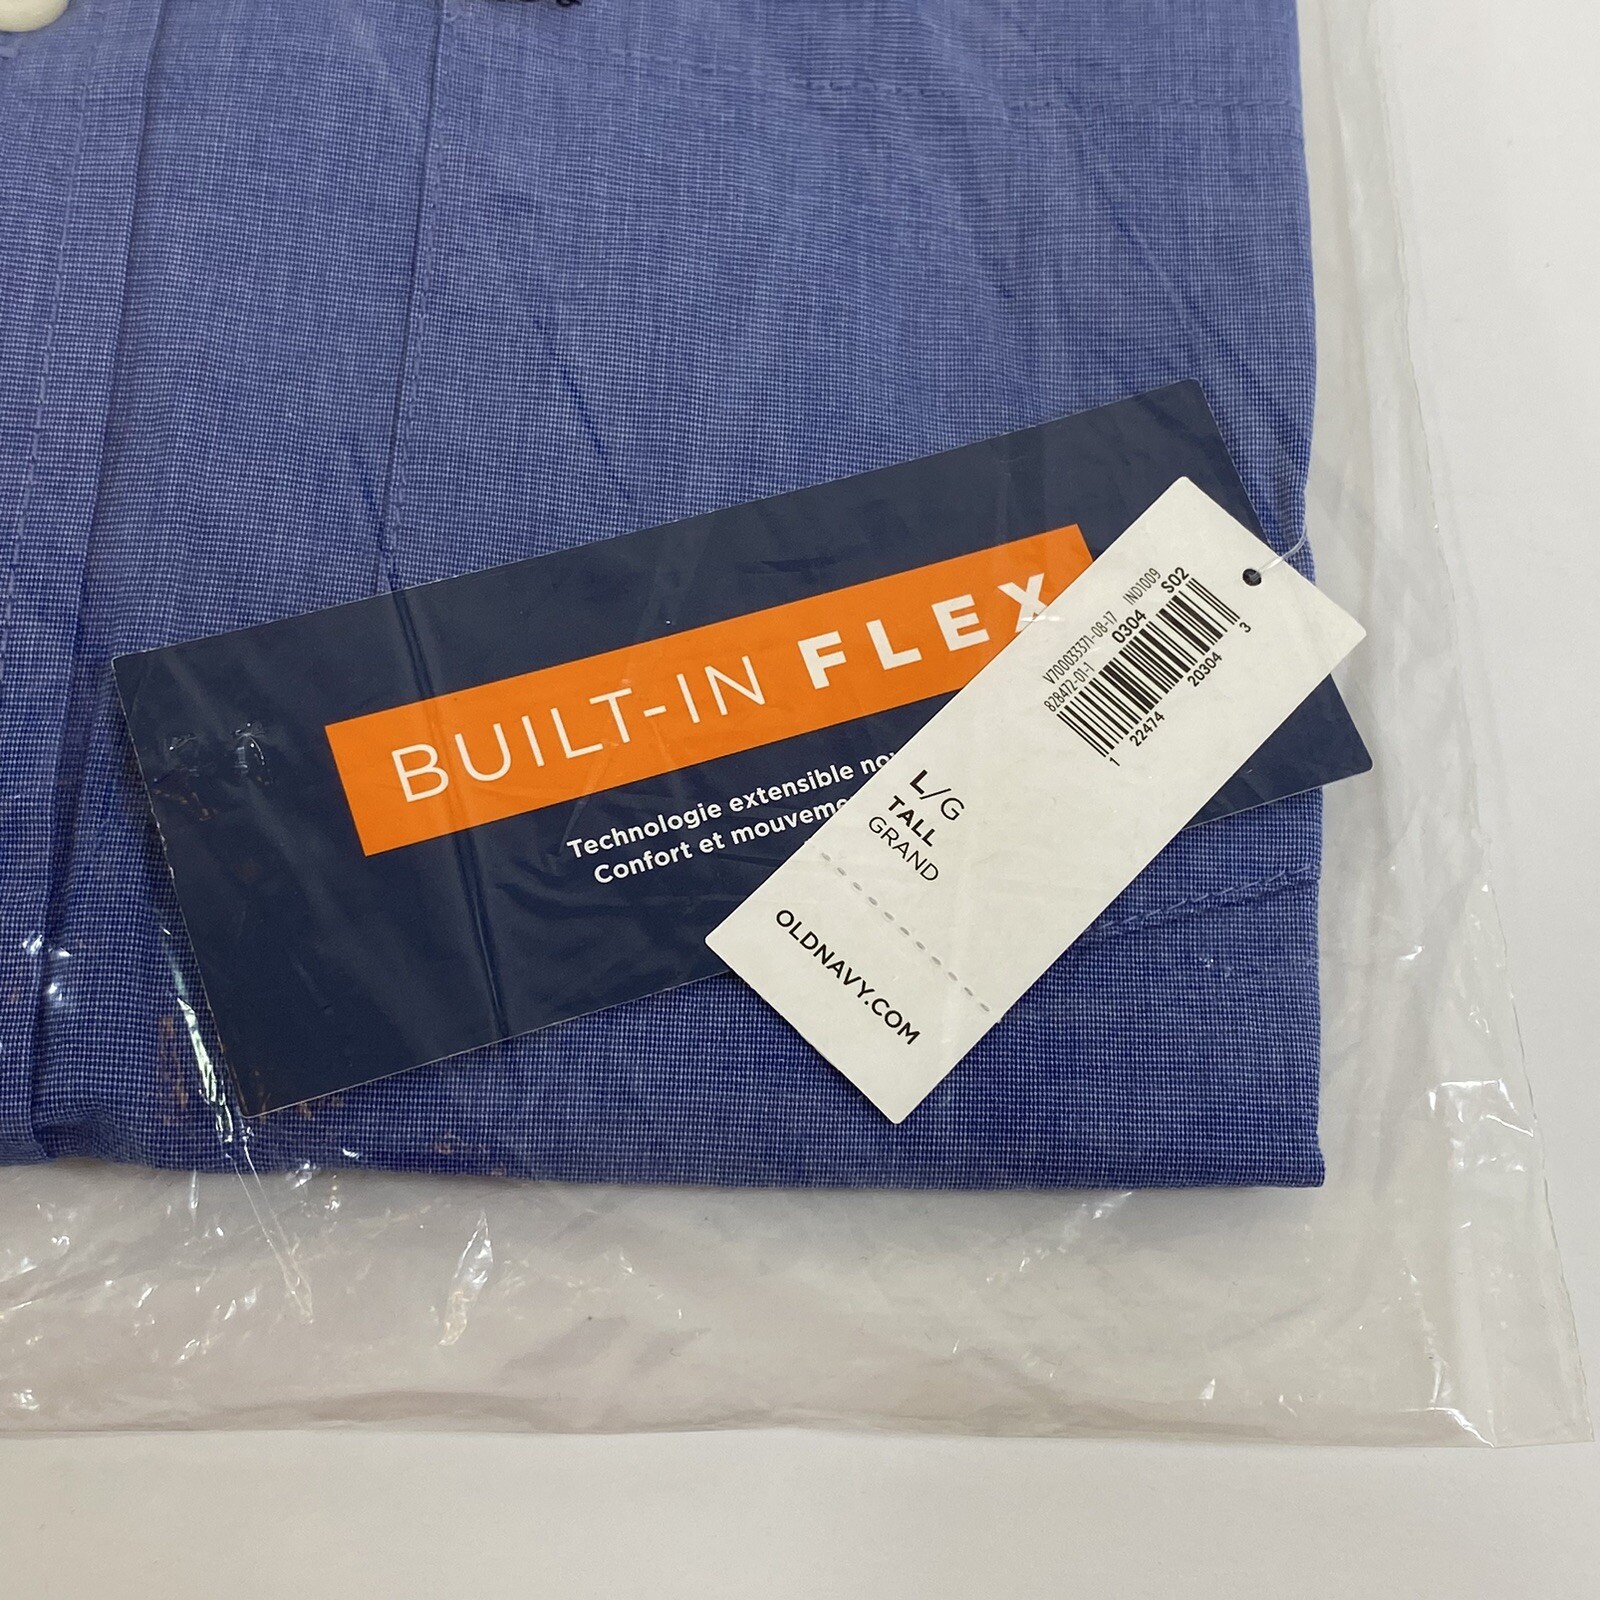 BUILT-IN FLEX
Technologie extensible
Confort et
V700033371-08-17 IND1009
828472-01-1 0304 S02
1 22474 20304 3
L/G
TALL
GRAND
OLDNAVY.COM